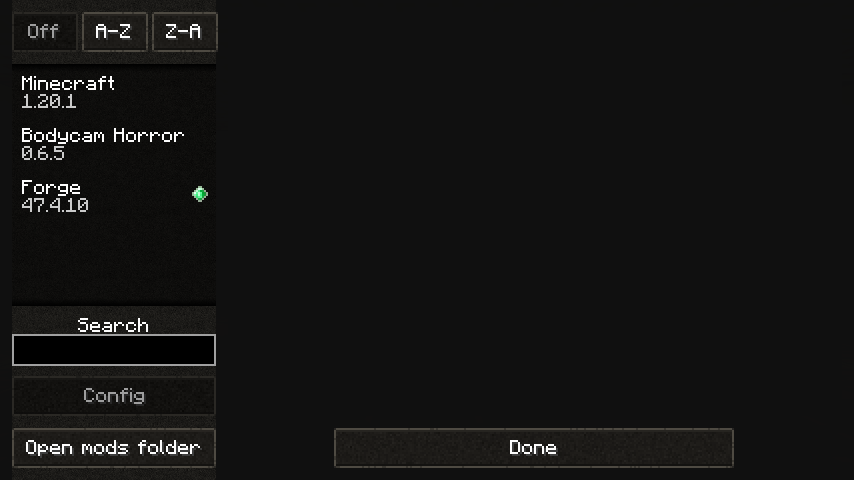 Off A-Z Z-A
Minecraft
1.20.1
Bodycam Horror
0.6.5
Forge
47.4.10
Search
Config
Open mods folder
Done